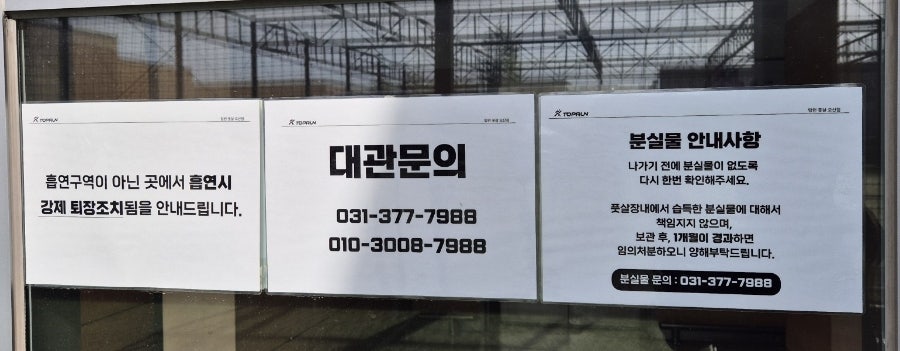 TOPPLAY
흡연구역이 아닌 곳에서 흡연시
강제 퇴장조치됨을 안내드립니다.
대관문의
031-377-7988
010-3008-7988
분실물 안내사항
나가기 전에 분실물이 없도록
다시 한번 확인해주세요.
풋살장내에서 습득한 분실물에 대해서
책임지지 않으며,
보관 후, 1개월이 경과하면
임의처분하오니 양해부탁드립니다.
분실물 문의 : 031-377-7988